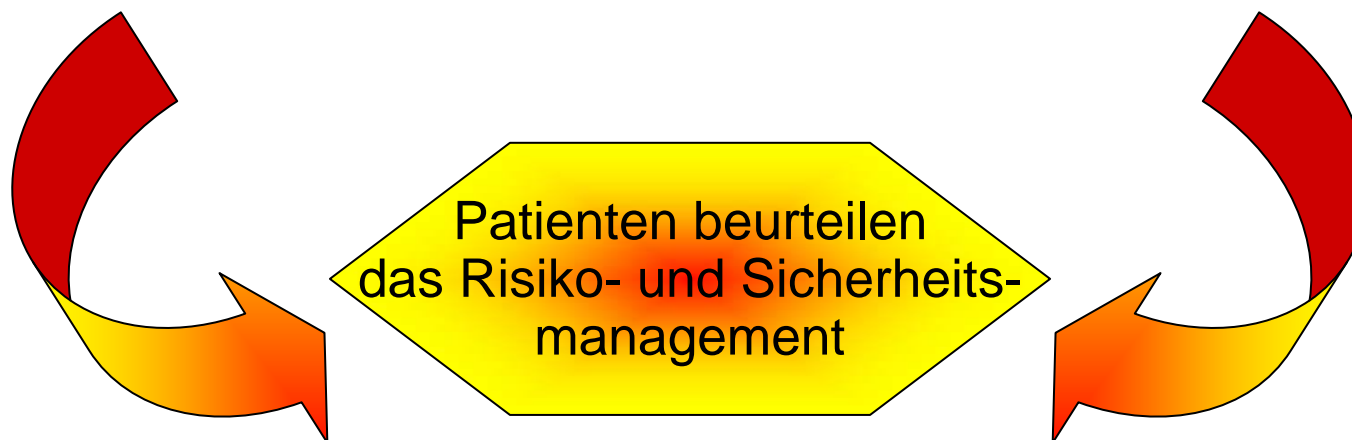 Patienten beurteilen
das Risiko- und Sicherheits-
management